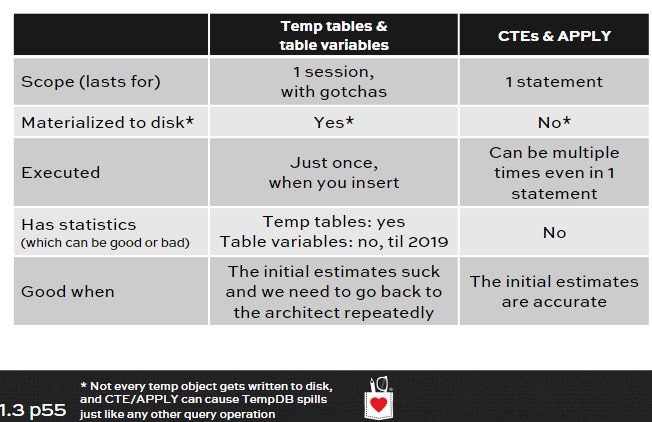 Temp tables &
table variables
CTEs & APPLY
Scope (lasts for)
1 session,
with gotchas
1 statement
Materialized to disk*
Yes*
No*
Executed
Just once,
when you insert
Can be multiple
times even in 1
statement
Has statistics
(which can be good or bad)
Temp tables: yes
Table variables: no, til 2019
No
Good when
The initial estimates suck
and we need to go back to
the architect repeatedly
The initial estimates
are accurate
1.3 p55
* Not every temp object gets written to disk,
and CTE/APPLY can cause TempDB spills
just like any other query operation